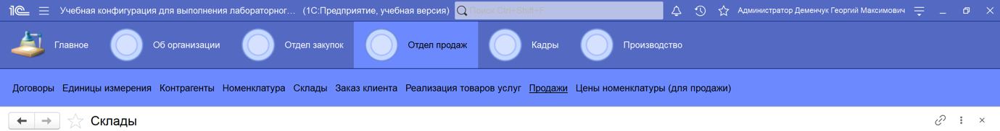 1С Учебная конфигурация для выполнения лабораторног... (1С:Предприятие, учебная версия) Поиск Ctrl+Shift+F Администратор Деменчук Георгий Максимович
Главное Об организации Отдел закупок Отдел продаж Кадры Производство
Договоры Единицы измерения Контрагенты Номенклатура Склады Заказ клиента Реализация товаров услуг Продажи Цены номенклатуры (для продажи)
Склады